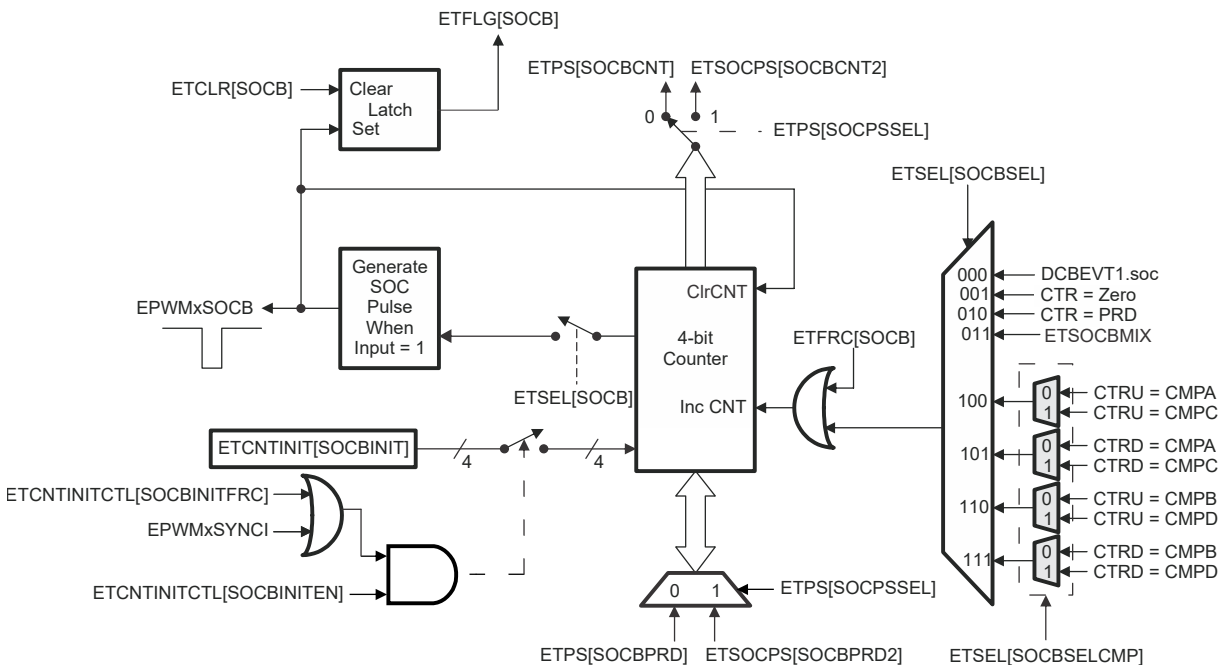 ETFLG[SOCB]
ETPS[SOCBCNT]
ETSOCPS[SOCBCNT2]
ETCLR[SOCB]
Clear
Latch
Set
0
1
ETPS[SOCPSSEL]
ETSEL[SOCBSEL]
Generate
SOC
Pulse
When
Input = 1
EPWMxSOCB
ClrCNT
4-bit
Counter
Inc CNT
ETSEL[SOCB]
ETFRC[SOCB]
000
DCBEVT1.soc
001
CTR = Zero
010
CTR = PRD
011
ETSOCBMIX
100
0
CTRU = CMPA
1
CTRU = CMPC
101
0
CTRD = CMPA
1
CTRD = CMPC
110
0
CTRU = CMPB
1
CTRU = CMPD
111
0
CTRD = CMPB
1
CTRD = CMPD
ETCNTINIT[SOCBINIT]
4
4
ETCNTINITCTL[SOCBINITFRC]
EPWMxSYNCI
ETCNTINITCTL[SOCBINITEN]
0
1
ETPS[SOCPSSEL]
ETPS[SOCBPRD]
ETSOCPS[SOCBPRD2]
ETSEL[SOCBSELCMP]